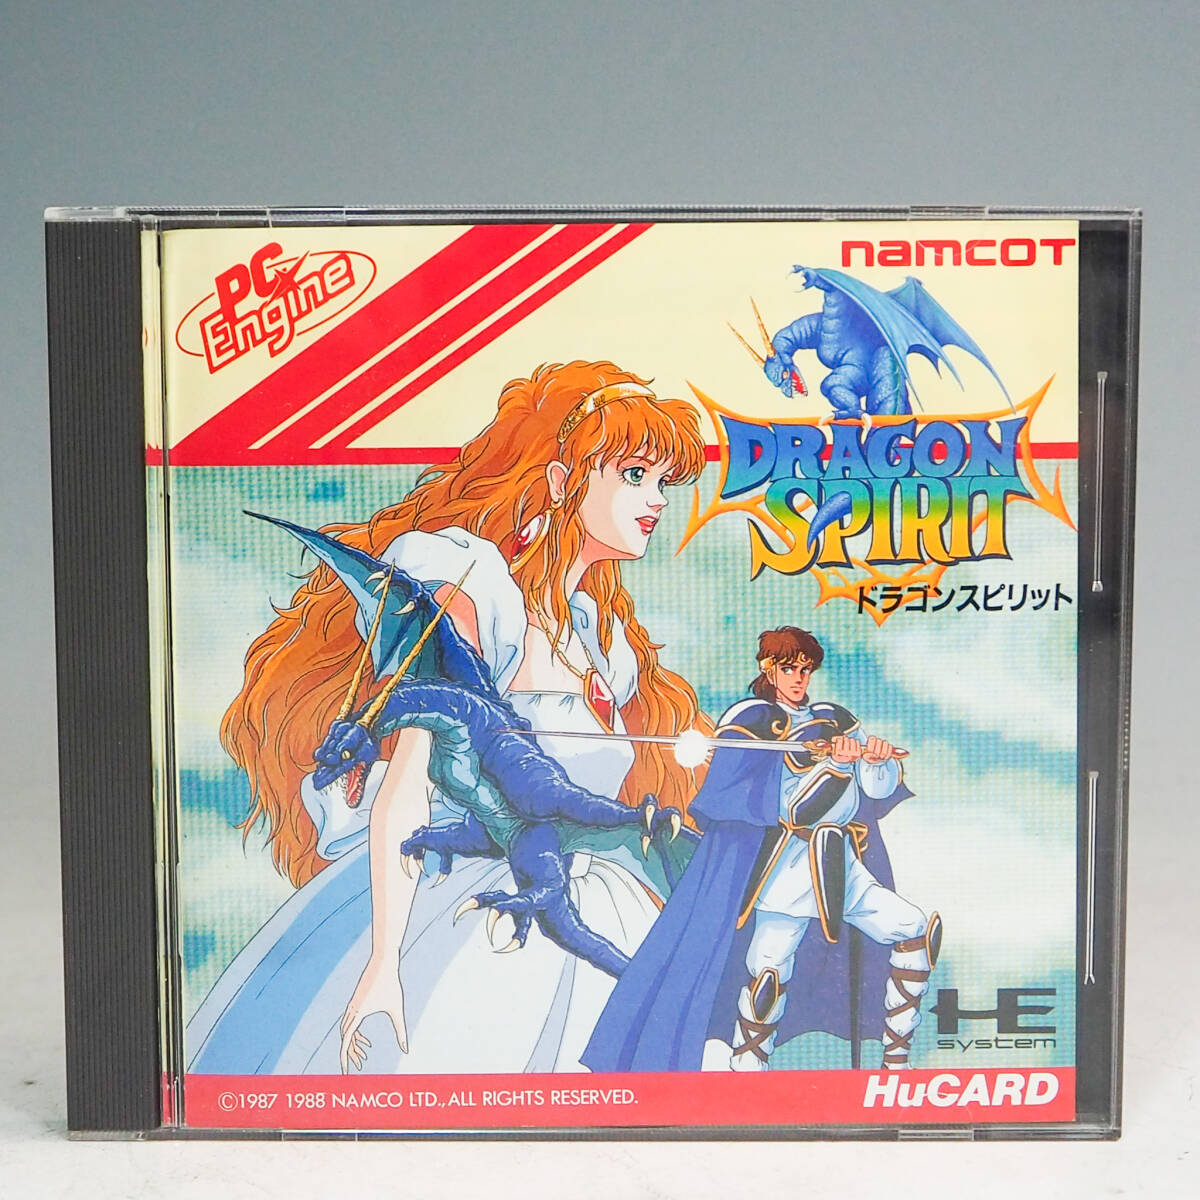 PC
Engine
namcot
DRAGON
SPIRIT
ドラゴンスピリット
HE
system
©1987 1988 NAMCO LTD., ALL RIGHTS RESERVED.
HuCARD